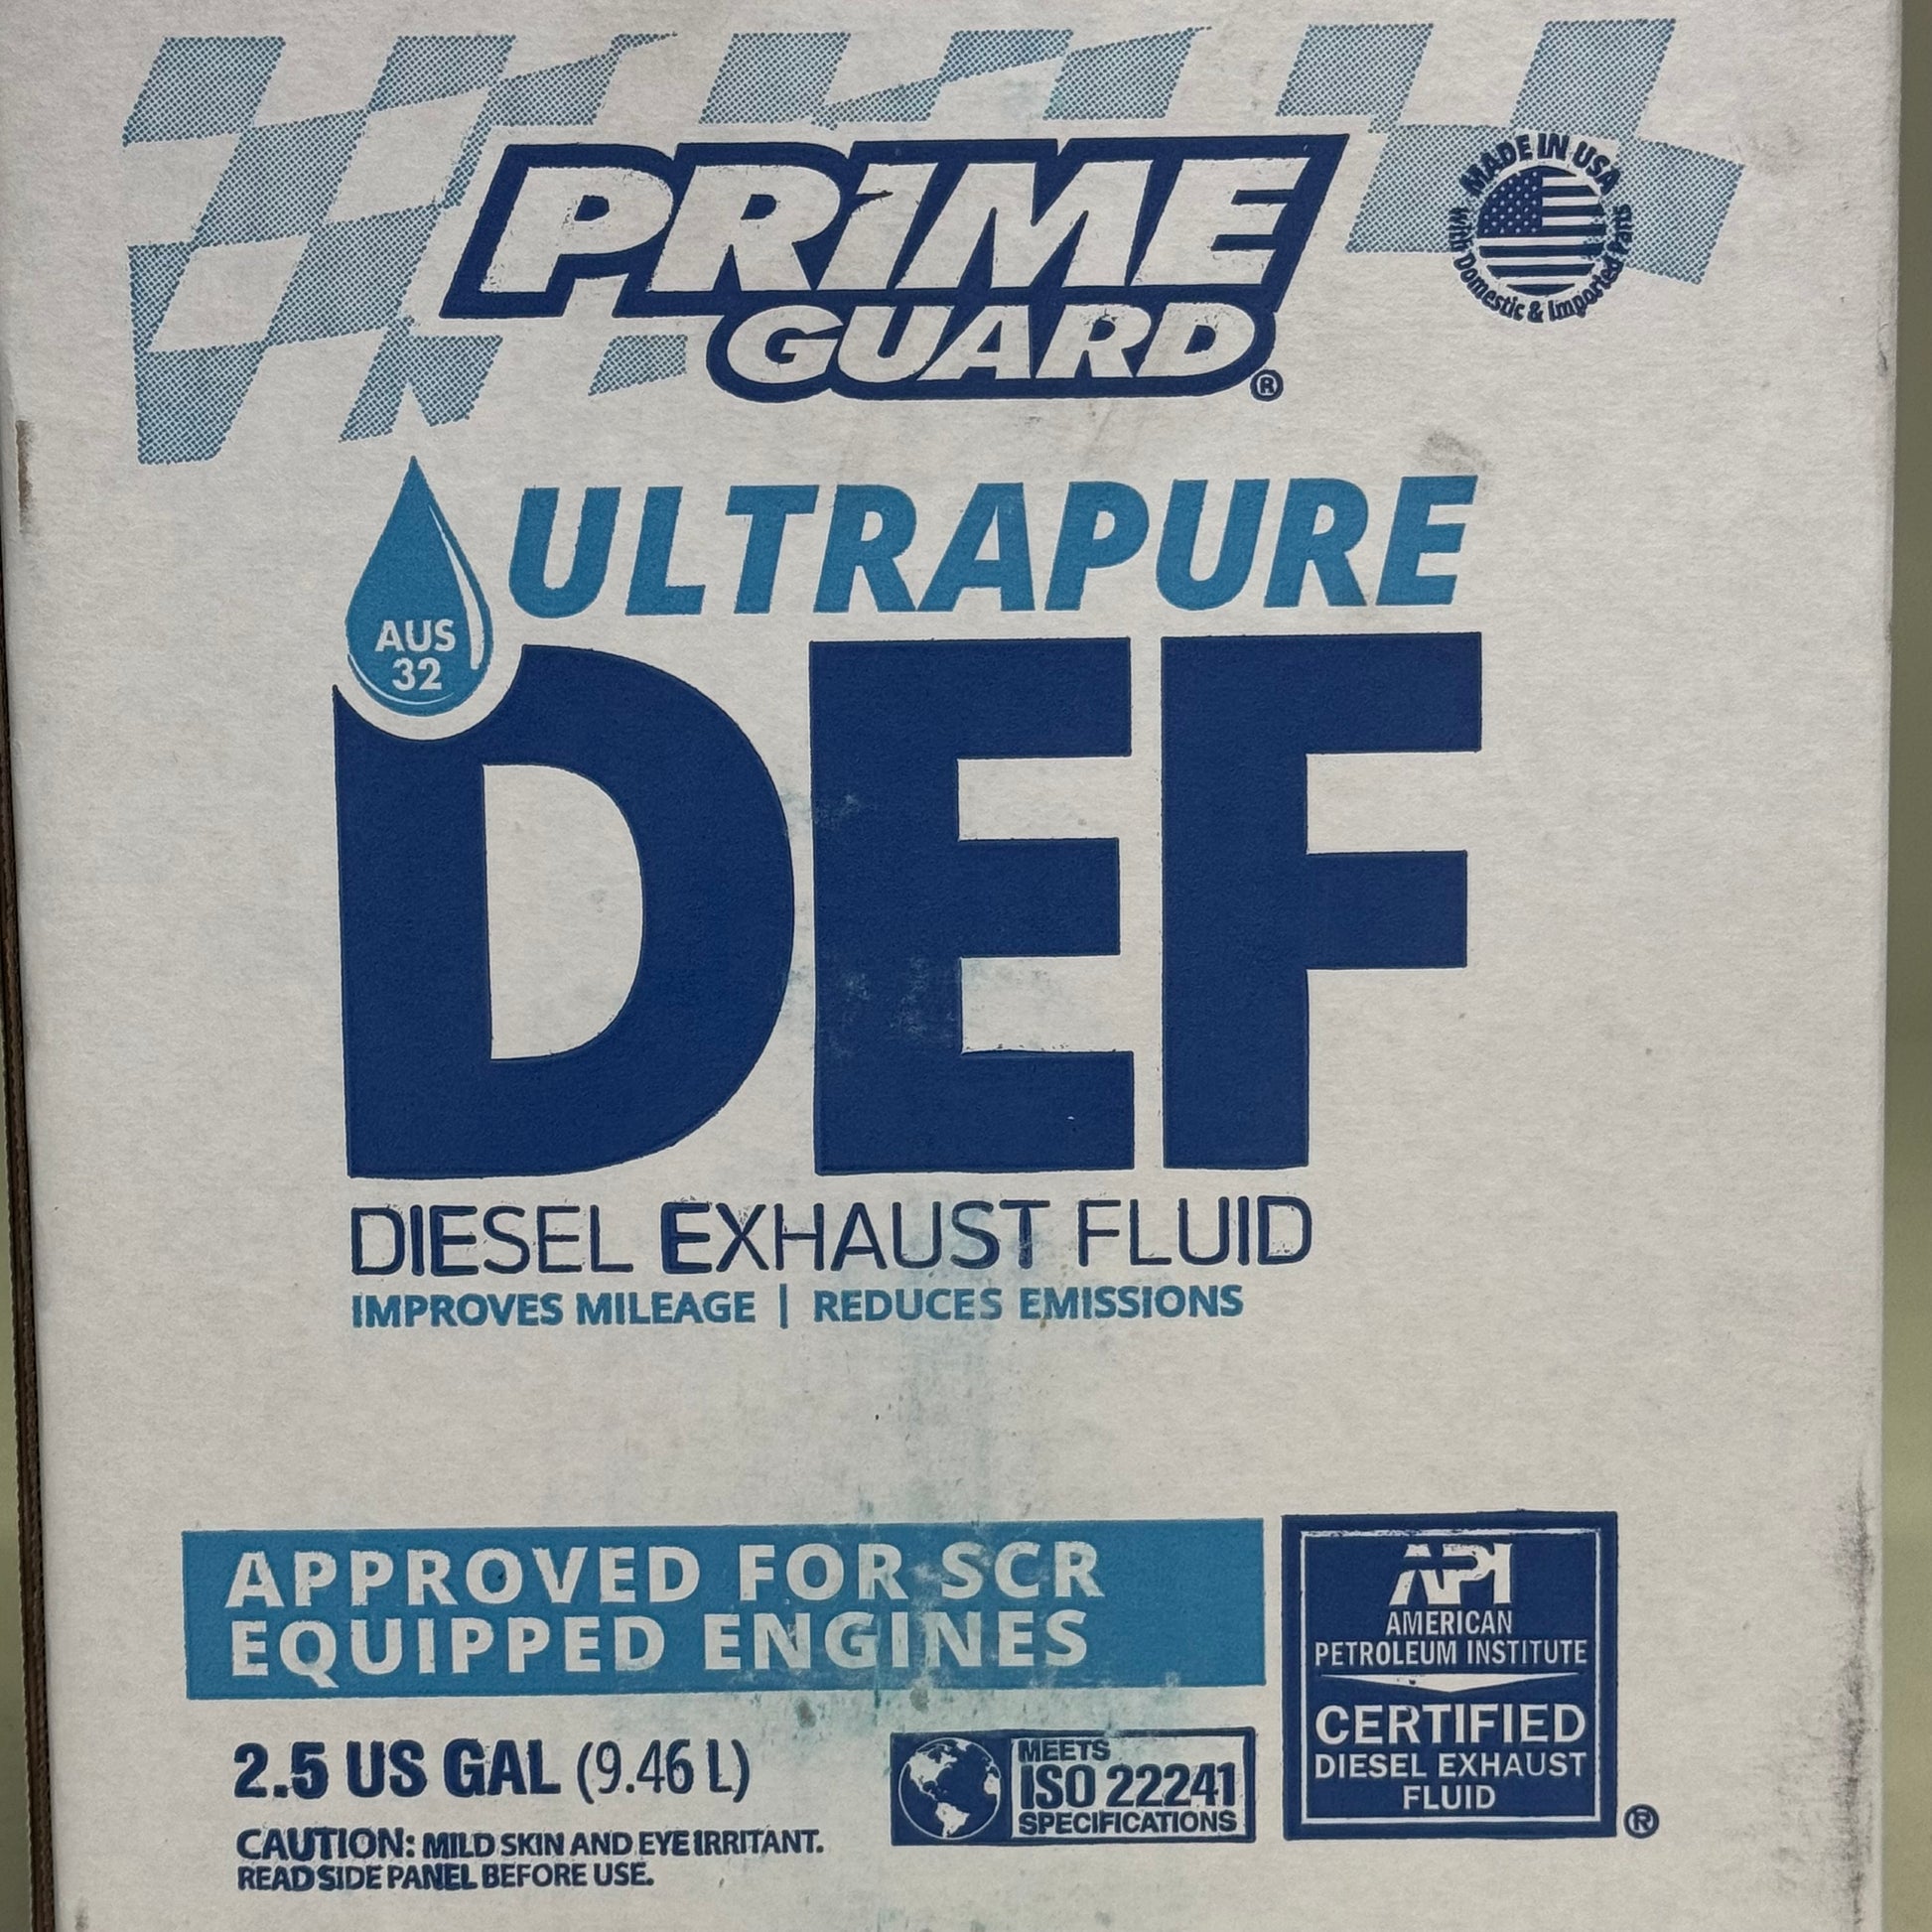 PRIME
GUARD®
MADE IN USA
with Domestic & Imported Parts
ULTRAPURE
AUS
32
DEF
DIESEL EXHAUST FLUID
IMPROVES MILEAGE | REDUCES EMISSIONS
APPROVED FOR SCR
EQUIPPED ENGINES
API
AMERICAN
PETROLEUM INSTITUTE
CERTIFIED
DIESEL EXHAUST
FLUID
®
2.5 US GAL (9.46 L)
MEETS
ISO 22241
SPECIFICATIONS
CAUTION: MILD SKIN AND EYE IRRITANT.
READ SIDE PANEL BEFORE USE.